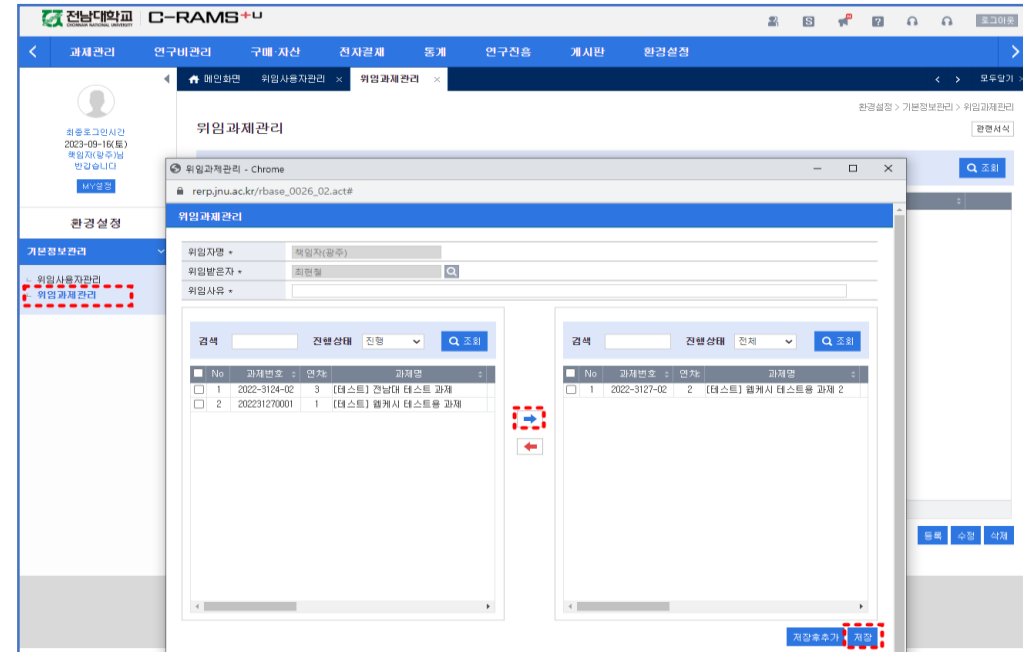 전남대학교 C-RAMS+U
CHONNAM NATIONAL UNIVERSITY
S ? 로그아웃
과제관리 연구비관리 구매·자산 전자결재 통계 연구진흥 게시판 환경설정
메인화면 위임사용자관리 × 위임과제관리 × 모두닫기 ×
환경설정 > 기본정보관리 > 위임과제관리
위임과제관리
관련서식
최종로그인시간
2023-09-16(토)
책임자(광주)님
반갑습니다
MY설정
조회
환경설정
기본정보관리
위임사용자관리
위임과제관리
위임과제관리 - Chrome
rerp.jnu.ac.kr/rbase_0026_02.act#
위임과제관리
위임자명 * 책임자(광주)
위임받은자 * 최현철
위임사유 *
검색 진행상태 진행 조회
No 과제번호 연차 과제명
1 2022-3124-02 3 [테스트] 전남대 테스트 과제
2 202231270001 1 [테스트] 웹케시 테스트용 과제
검색 진행상태 전체 조회
No 과제번호 연차 과제명
1 2022-3127-02 2 [테스트] 웹케시 테스트용 과제 2
등록 수정 삭제
저장후추가 저장